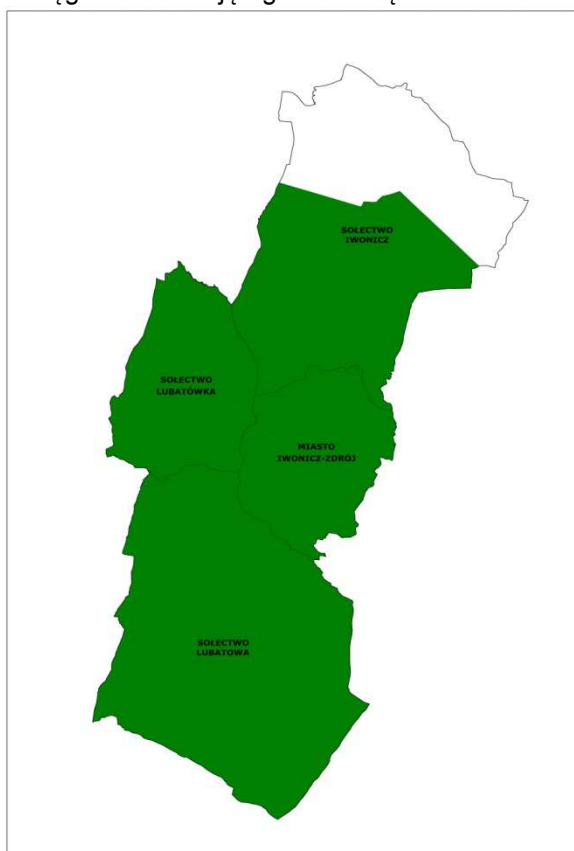 SOŁECTWO
IWONICZ
SOŁECTWO
LUBATÓWKA
MIASTO
IWONICZ-ZDRÓJ
SOŁECTWO
LUBATOWA